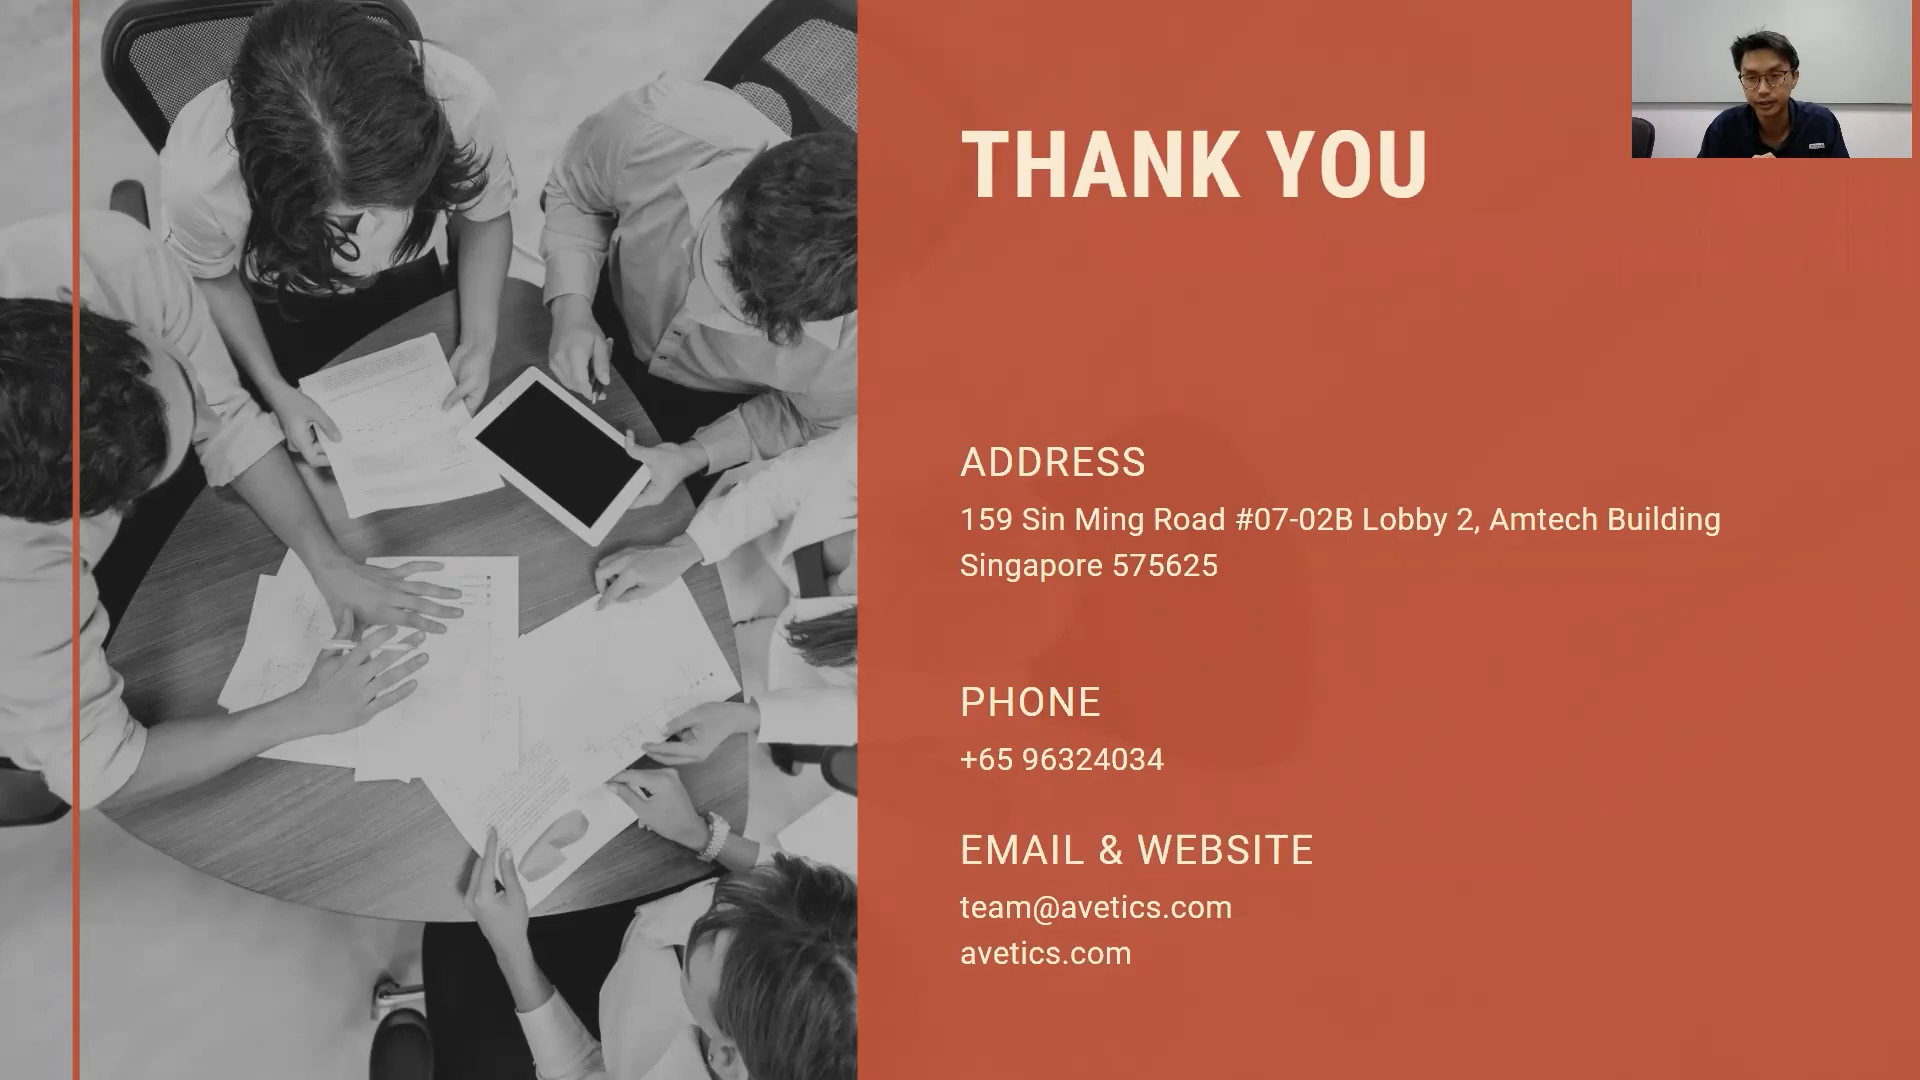 THANK YOU
ADDRESS
159 Sin Ming Road #07-02B Lobby 2, Amtech Building
Singapore 575625
PHONE
+65 96324034
EMAIL & WEBSITE
team@avetics.com
avetics.com